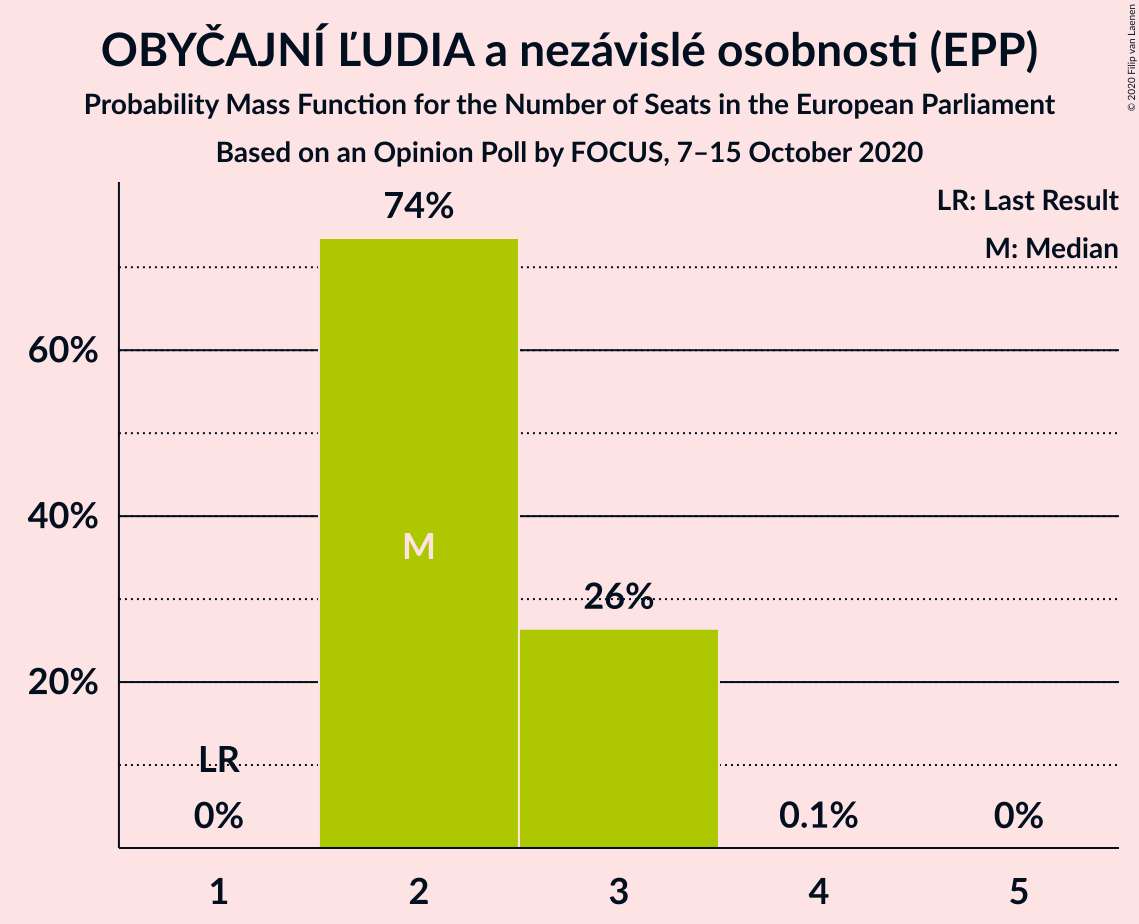 OBYČAJNÍ ĽUDIA a nezávislé osobnosti (EPP)
Probability Mass Function for the Number of Seats in the European Parliament
Based on an Opinion Poll by FOCUS, 7–15 October 2020
© 2020 Filip van Laenen
LR: Last Result
M: Median
74%
60%
40%
20%
M
26%
LR
0%
0.1%
0%
1 2 3 4 5